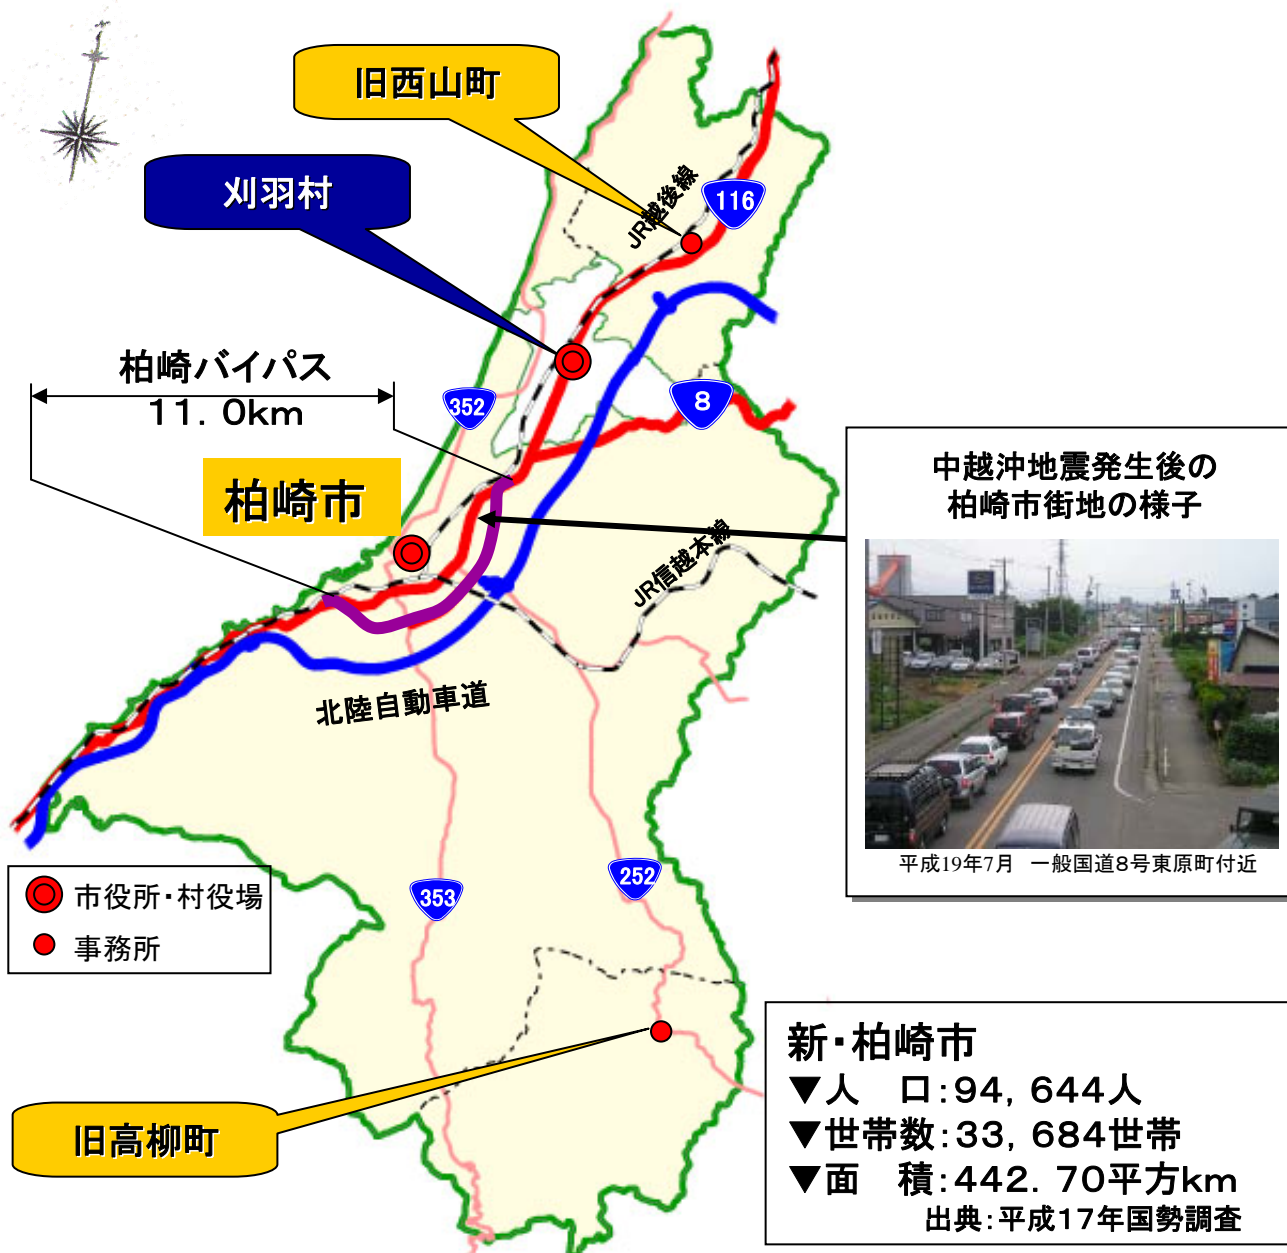 旧西山町
刈羽村
JR越後線
116
柏崎バイパス
11．0km
352
8
柏崎市
中越沖地震発生後の
柏崎市街地の様子
JR信越本線
北陸自動車道
平成19年7月　一般国道8号東原町付近
市役所・村役場
事務所
353
252
旧高柳町
新・柏崎市
▼人　口：94，644人
▼世帯数：33，684世帯
▼面　積：442．70平方km
出典：平成17年国勢調査